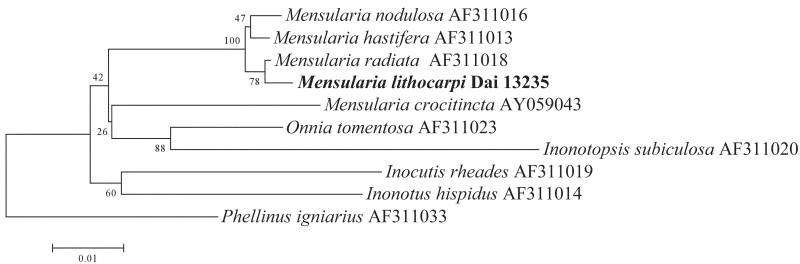 47 Mensularia nodulosa AF311016
100 Mensularia hastifera AF311013
Mensularia radiata AF311018
42 78 Mensularia lithocarpi Dai 13235
Mensularia crocitincta AY059043
26 Onnia tomentosa AF311023
88 Inonotopsis subiculosa AF311020
Inocutis rheades AF311019
60 Inonotus hispidus AF311014
Phellinus igniarius AF311033
0.01